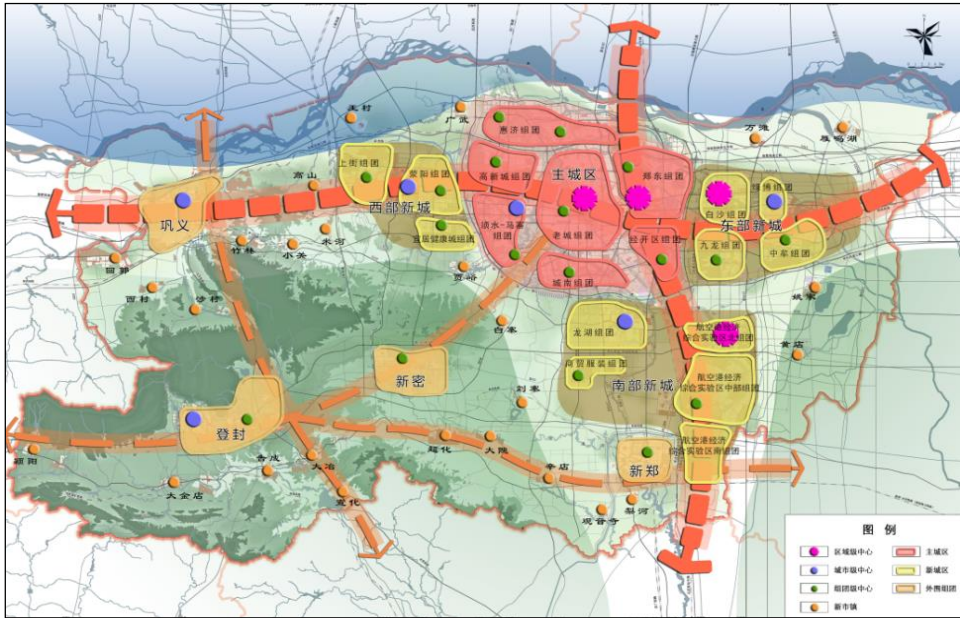 王村
广武
惠济组团
万滩
雁鸣湖
上街组团
荥阳组团
高新城组团
主城区
郑东组团
高山
西部新城
白沙组团
东部新城
巩义
须水-马寨
组团
老城组团
经开区组团
宜居健康城组团
九龙组团
中牟组团
竹林
小关
米河
回郭
贾峪
城南组团
西村
涉村
姚家
龙湖组团
航空港经济
综合实验区北组团
白寨
黄店
商贸服装组团
新密
航空港经济
综合实验区中部组团
南部新城
刘寨
登封
航空港经济
综合实验区南组团
新郑
颍阳
告成
大冶
超化
大隗
辛店
大金店
宣化
观音寺
梨河
图 例
区域级中心
主城区
城市级中心
新城区
组团级中心
外围组团
新市镇